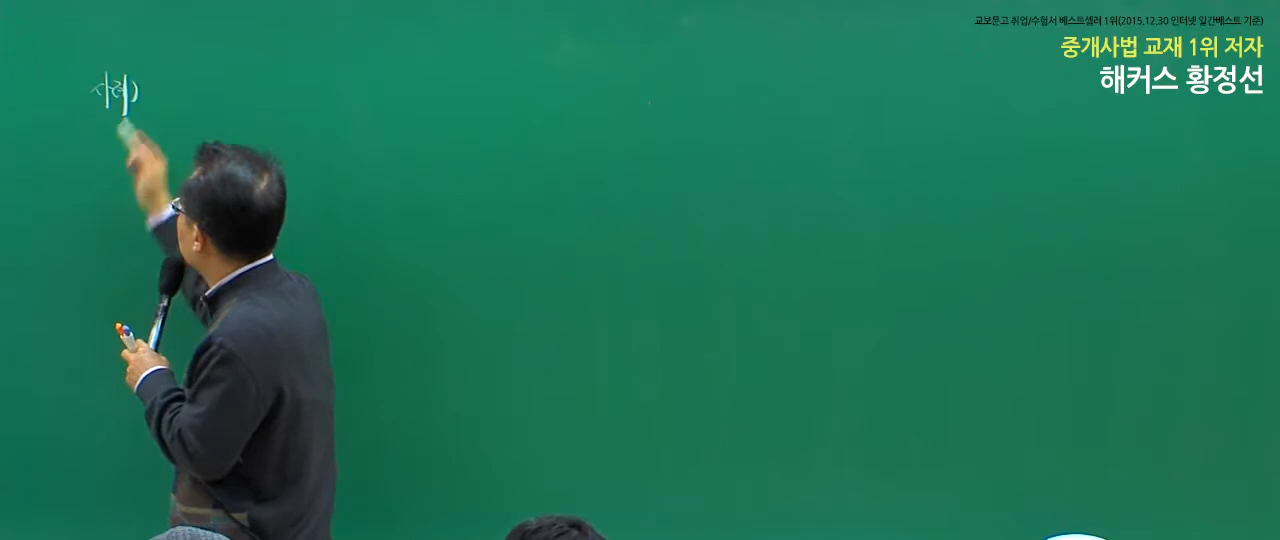 교보문고 취업/수험서 베스트셀러 1위(2015.12.30 인터넷 일간베스트 기준)
중개사법 교재 1위 저자
해커스 황정선
사례)